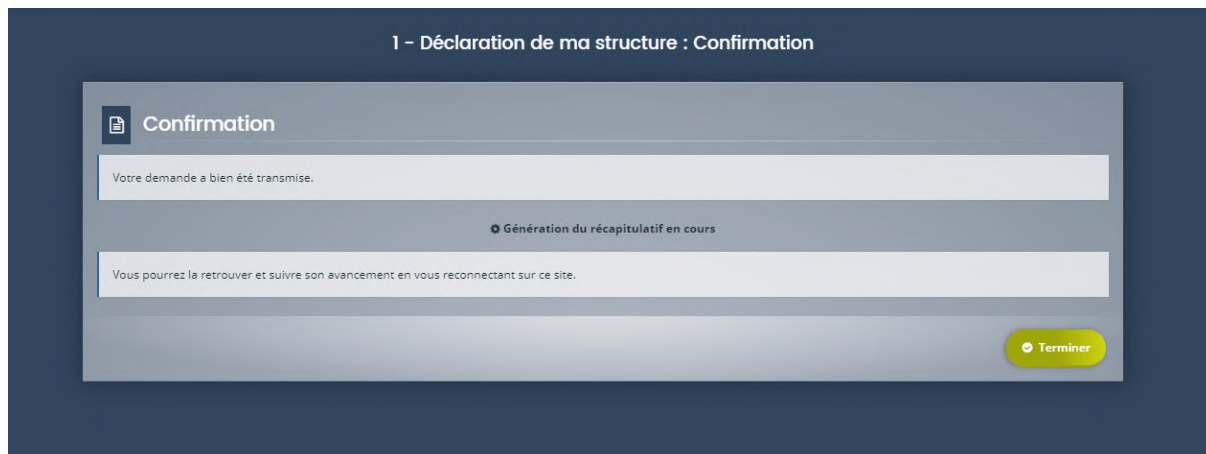 1 - Déclaration de ma structure : Confirmation
Confirmation
Votre demande a bien été transmise.
Génération du récapitulatif en cours
Vous pourrez la retrouver et suivre son avancement en vous reconnectant sur ce site.
Terminer